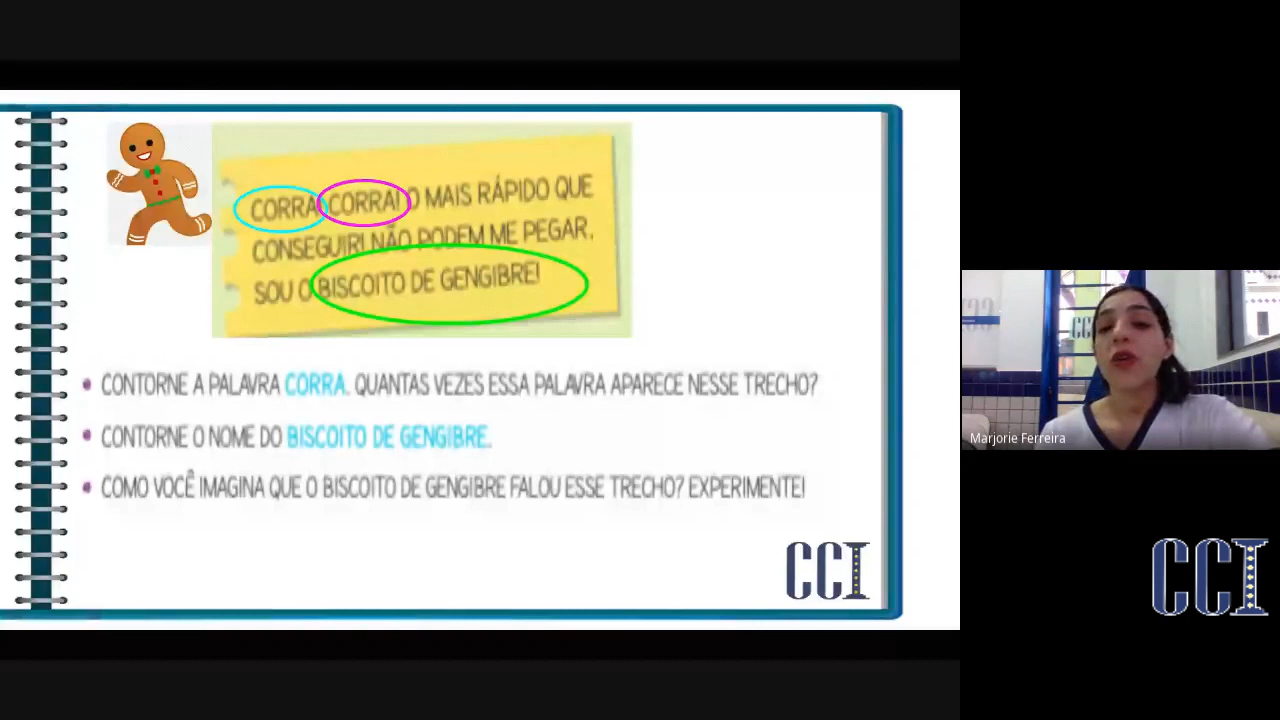 CORRA, CORRA! O MAIS RÁPIDO QUE
CONSEGUIR! NÃO PODEM ME PEGAR.
SOU O BISCOITO DE GENGIBRE!
CONTORNE A PALAVRA CORRA. QUANTAS VEZES ESSA PALAVRA APARECE NESSE TRECHO?
CONTORNE O NOME DO BISCOITO DE GENGIBRE.
COMO VOCÊ IMAGINA QUE O BISCOITO DE GENGIBRE FALOU ESSE TRECHO? EXPERIMENTE!
CCI
Marjorie Ferreira
CCI